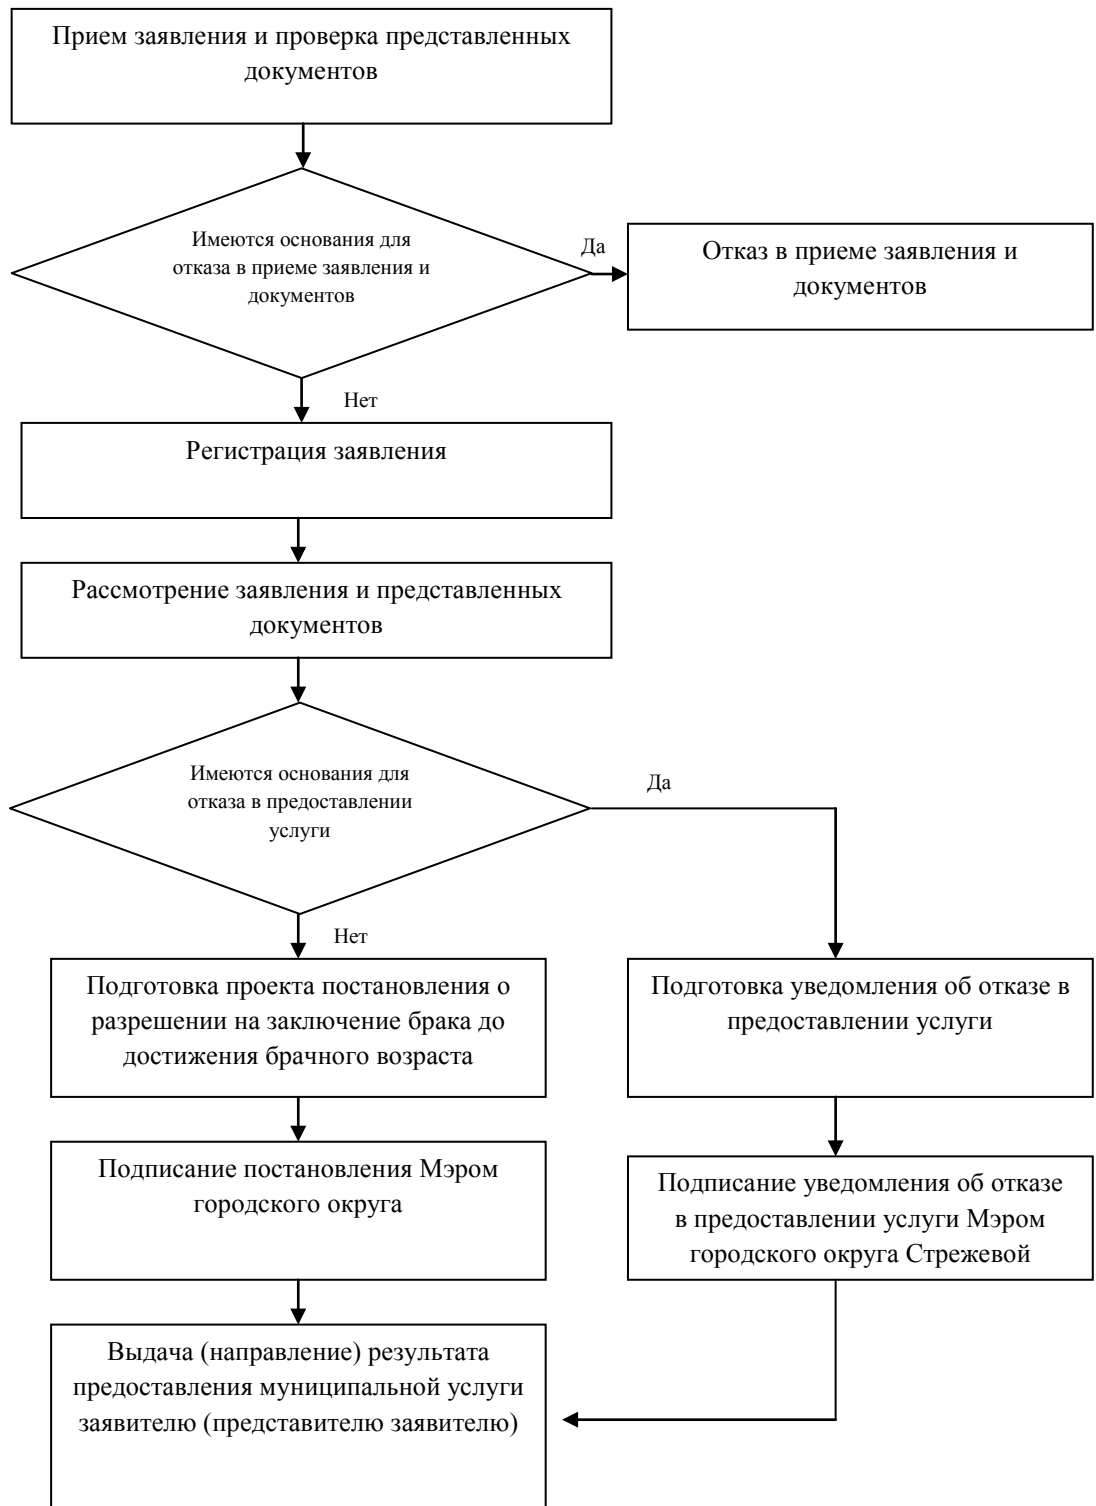 Прием заявления и проверка представленных
документов
Имеются основания для
отказа в приеме заявления и
документов
Да
Отказ в приеме заявления и
документов
Нет
Регистрация заявления
Рассмотрение заявления и представленных
документов
Имеются основания для
отказа в предоставлении
услуги
Да
Нет
Подготовка проекта постановления о
разрешении на заключение брака до
достижения брачного возраста
Подготовка уведомления об отказе в
предоставлении услуги
Подписание постановления Мэром
городского округа
Подписание уведомления об отказе
в предоставлении услуги Мэром
городского округа Стрежевой
Выдача (направление) результата
предоставления муниципальной услуги
заявителю (представителю заявителю)